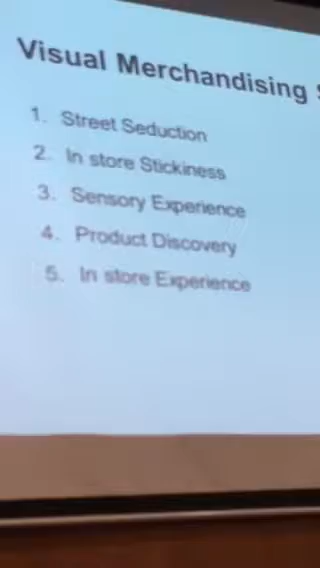 Visual Merchandising
1. Street Seduction
2. In store Stickiness
3. Sensory Experience
4. Product Discovery
5. In store Experience